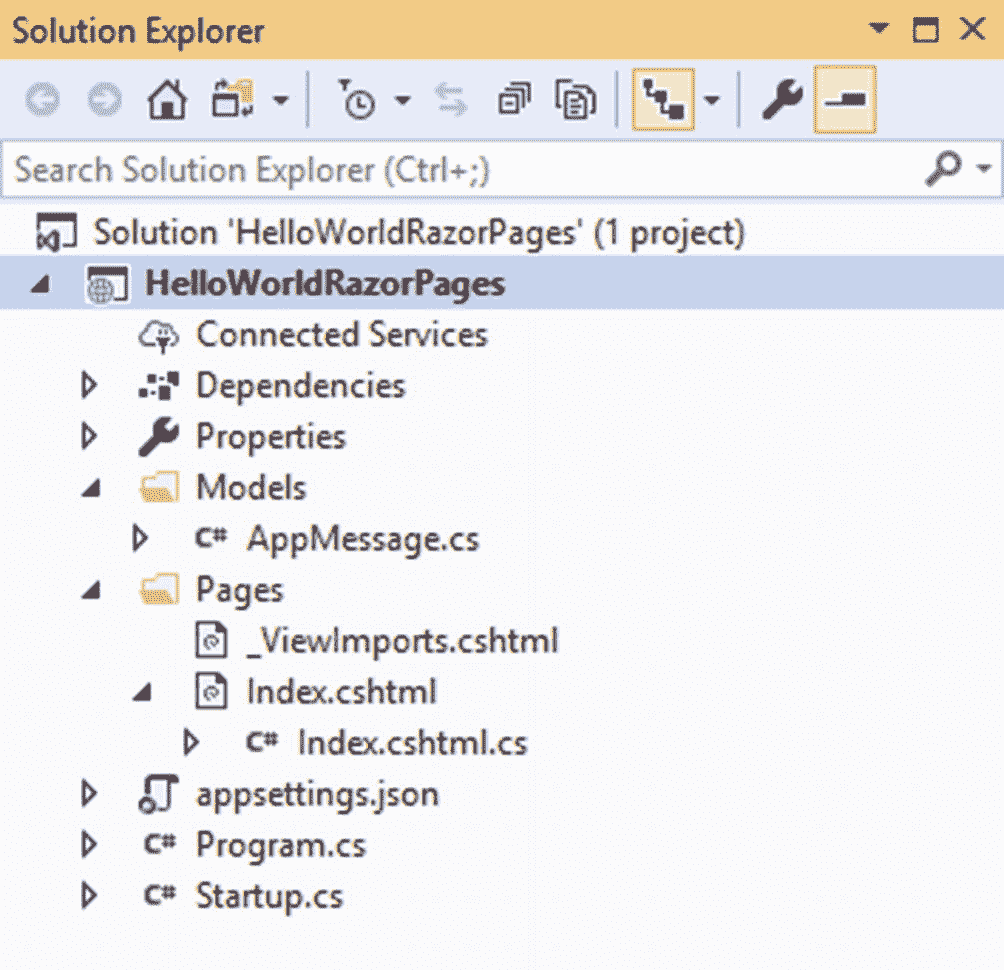 Solution Explorer
Search Solution Explorer (Ctrl+;)
Solution 'HelloWorldRazorPages' (1 project)
HelloWorldRazorPages
Connected Services
Dependencies
Properties
Models
C# AppMessage.cs
Pages
_ViewImports.cshtml
Index.cshtml
C# Index.cshtml.cs
appsettings.json
C# Program.cs
C# Startup.cs